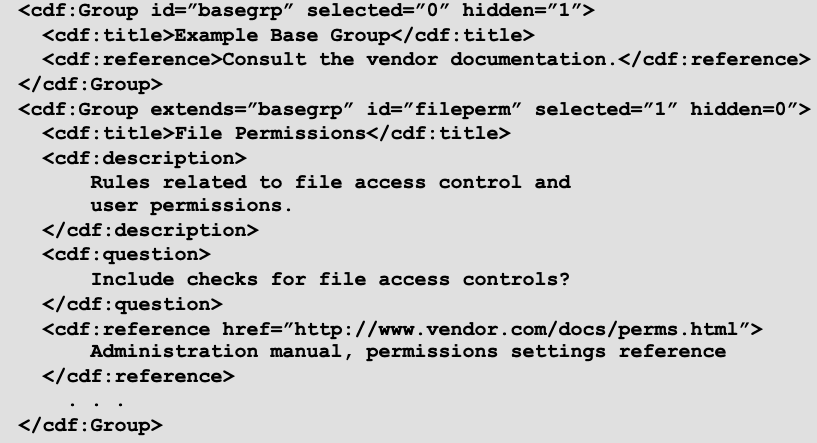 <cdf:Group id=”basegrp” selected=”0” hidden=”1”>
<cdf:title>Example Base Group</cdf:title>
<cdf:reference>Consult the vendor documentation.</cdf:reference>
</cdf:Group>
<cdf:Group extends=”basegrp” id=”fileperm” selected=”1” hidden=0”>
<cdf:title>File Permissions</cdf:title>
<cdf:description>
Rules related to file access control and
user permissions.
</cdf:description>
<cdf:question>
Include checks for file access controls?
</cdf:question>
<cdf:reference href=”http://www.vendor.com/docs/perms.html”>
Administration manual, permissions settings reference
</cdf:reference>
. . .
</cdf:Group>